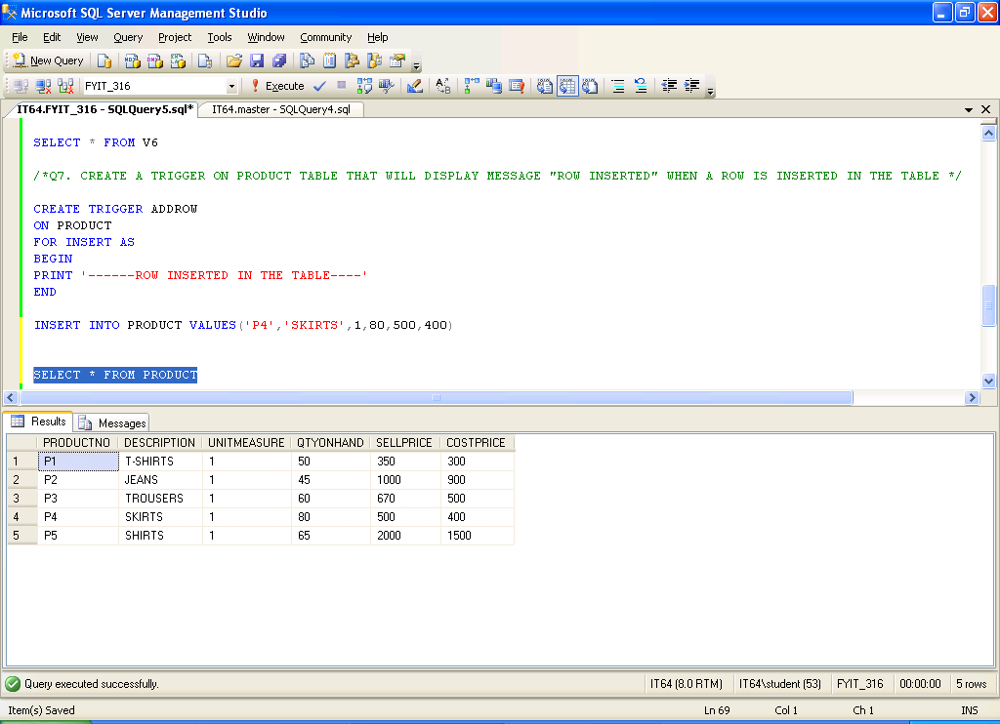 Microsoft SQL Server Management Studio
File Edit View Query Project Tools Window Community Help
New Query
FYIT_316 Execute
IT64.FYIT_316 - SQLQuery5.sql* IT64.master - SQLQuery4.sql
SELECT * FROM V6
/*Q7. CREATE A TRIGGER ON PRODUCT TABLE THAT WILL DISPLAY MESSAGE "ROW INSERTED" WHEN A ROW IS INSERTED IN THE TABLE */
CREATE TRIGGER ADDROW
ON PRODUCT
FOR INSERT AS
BEGIN
PRINT '------ROW INSERTED IN THE TABLE----'
END
INSERT INTO PRODUCT VALUES('P4','SKIRTS',1,80,500,400)
SELECT * FROM PRODUCT
Results Messages
PRODUCTNO DESCRIPTION UNITMEASURE QTYONHAND SELLPRICE COSTPRICE
1 P1 T-SHIRTS 1 50 350 300
2 P2 JEANS 1 45 1000 900
3 P3 TROUSERS 1 60 670 500
4 P4 SKIRTS 1 80 500 400
5 P5 SHIRTS 1 65 2000 1500
Query executed successfully. IT64 (8.0 RTM) IT64\student (53) FYIT_316 00:00:00 5 rows
Item(s) Saved Ln 69 Col 1 Ch 1 INS